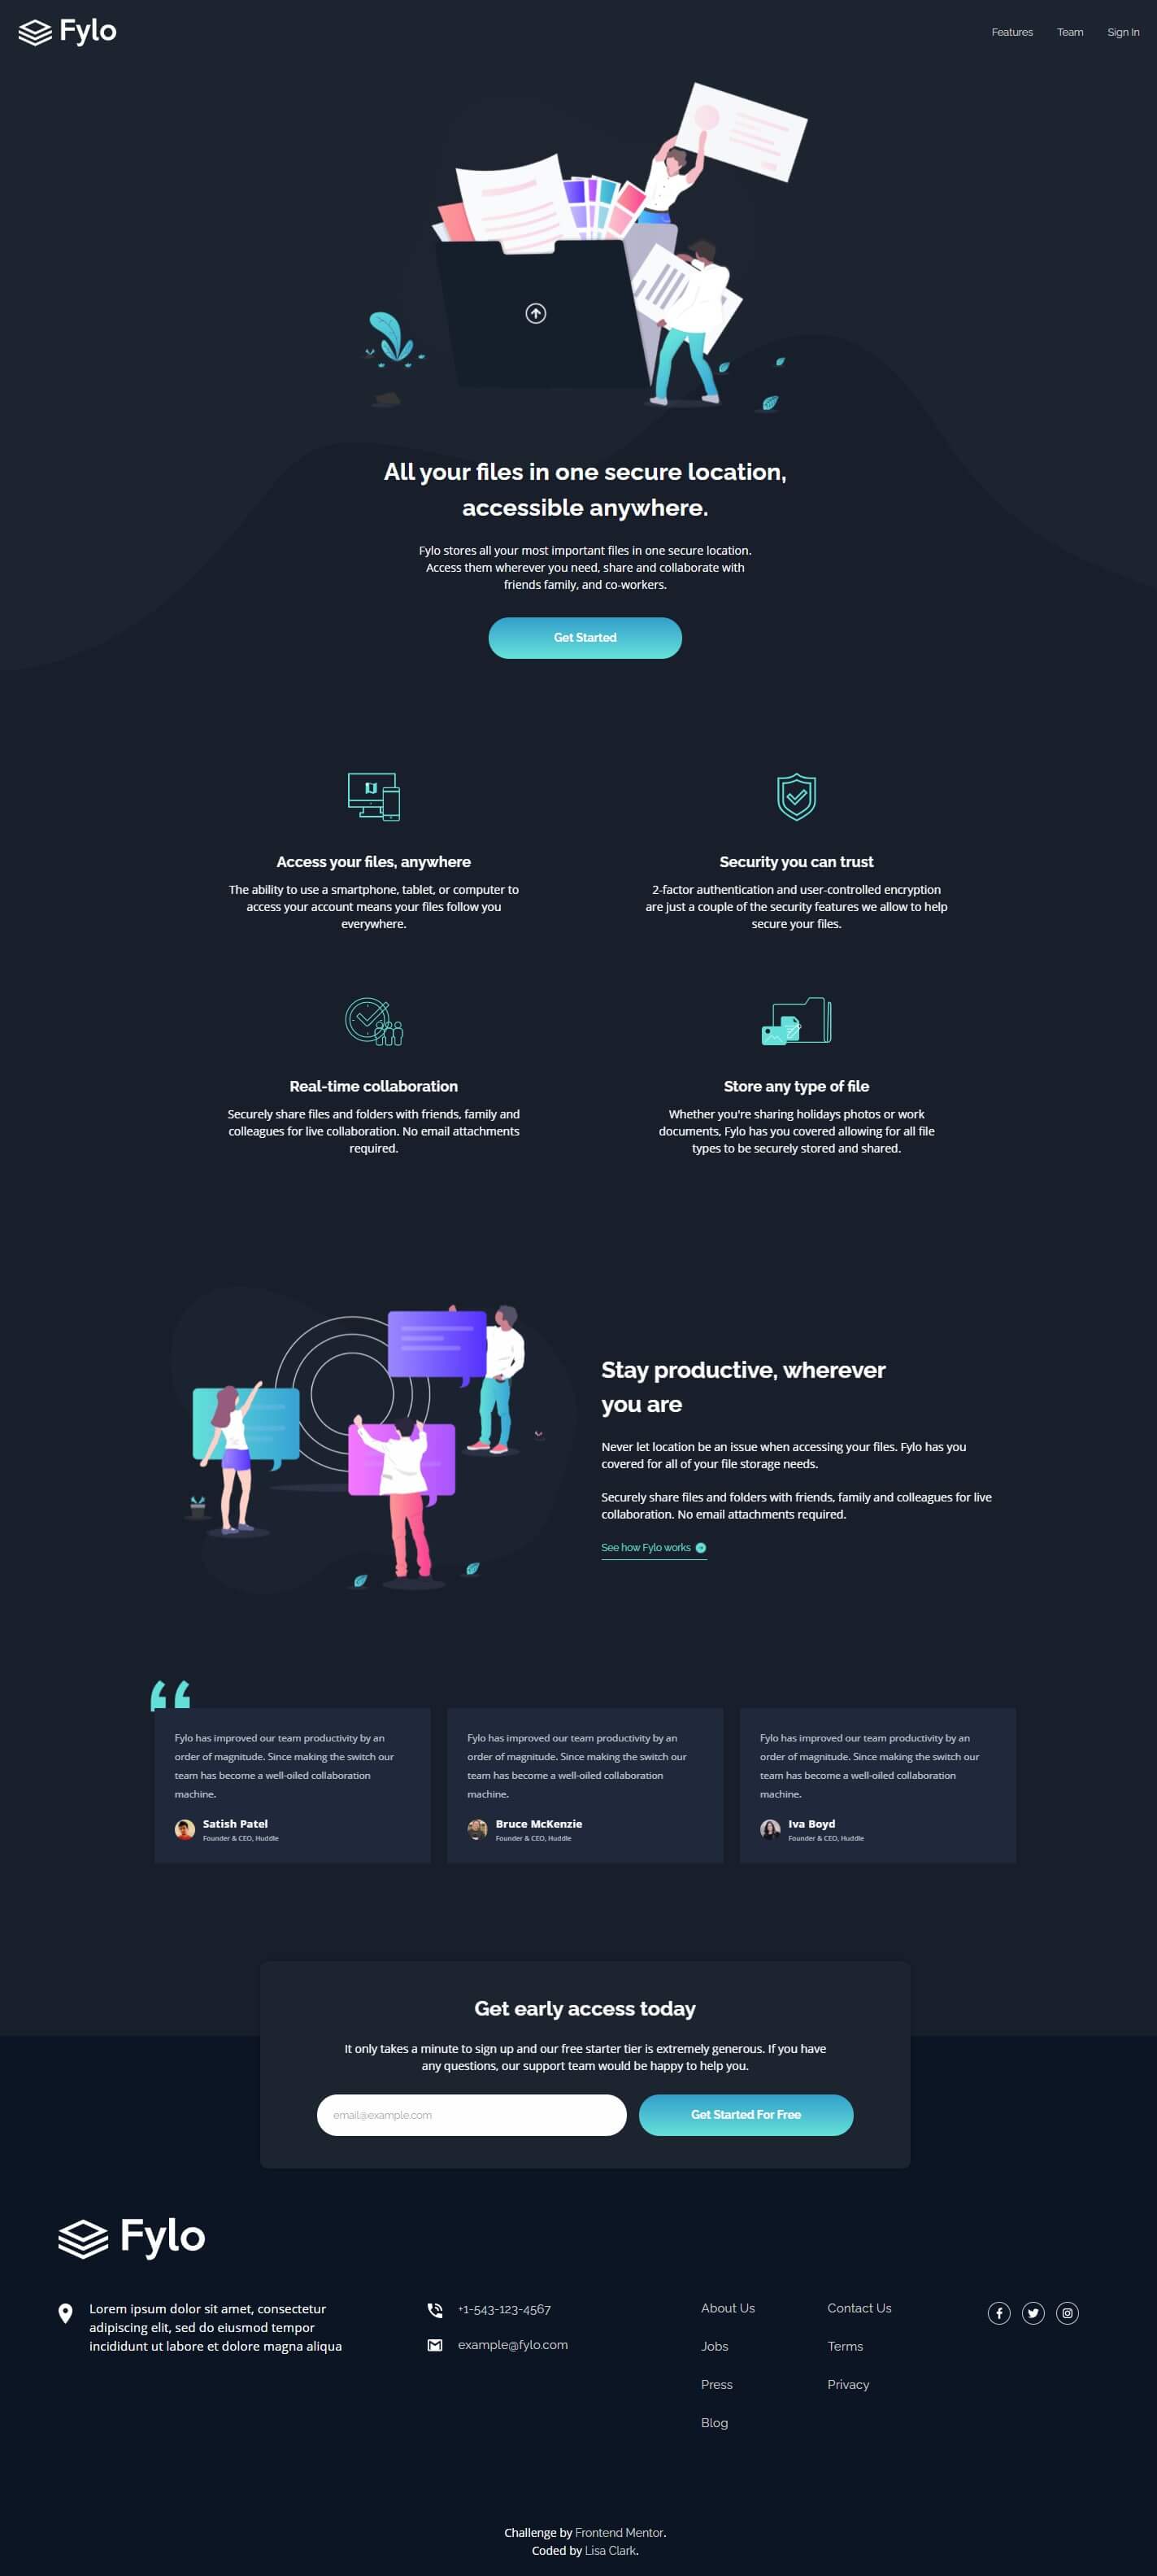 Fylo
Features Team Sign In
All your files in one secure location,
accessible anywhere.
Fylo stores all your most important files in one secure location.
Access them wherever you need, share and collaborate with
friends family, and co-workers.
Get Started
Access your files, anywhere
The ability to use a smartphone, tablet, or computer to
access your account means your files follow you
everywhere.
Security you can trust
2-factor authentication and user-controlled encryption
are just a couple of the security features we allow to help
secure your files.
Real-time collaboration
Securely share files and folders with friends, family and
colleagues for live collaboration. No email attachments
required.
Store any type of file
Whether you're sharing holidays photos or work
documents, Fylo has you covered allowing for all file
types to be securely stored and shared.
Stay productive, wherever
you are
Never let location be an issue when accessing your files. Fylo has you
covered for all of your file storage needs.
Securely share files and folders with friends, family and colleagues for live
collaboration. No email attachments required.
See how Fylo works
“
Fylo has improved our team productivity by an
order of magnitude. Since making the switch our
team has become a well-oiled collaboration
machine.
Satish Patel
Founder & CEO, Huddle
Fylo has improved our team productivity by an
order of magnitude. Since making the switch our
team has become a well-oiled collaboration
machine.
Bruce McKenzie
Founder & CEO, Huddle
Fylo has improved our team productivity by an
order of magnitude. Since making the switch our
team has become a well-oiled collaboration
machine.
Iva Boyd
Founder & CEO, Huddle
Get early access today
It only takes a minute to sign up and our free starter tier is extremely generous. If you have
any questions, our support team would be happy to help you.
email@example.com
Get Started For Free
Fylo
Lorem ipsum dolor sit amet, consectetur
adipiscing elit, sed do eiusmod tempor
incididunt ut labore et dolore magna aliqua
+1-543-123-4567
example@fylo.com
About Us
Jobs
Press
Blog
Contact Us
Terms
Privacy
Challenge by Frontend Mentor.
Coded by Lisa Clark.